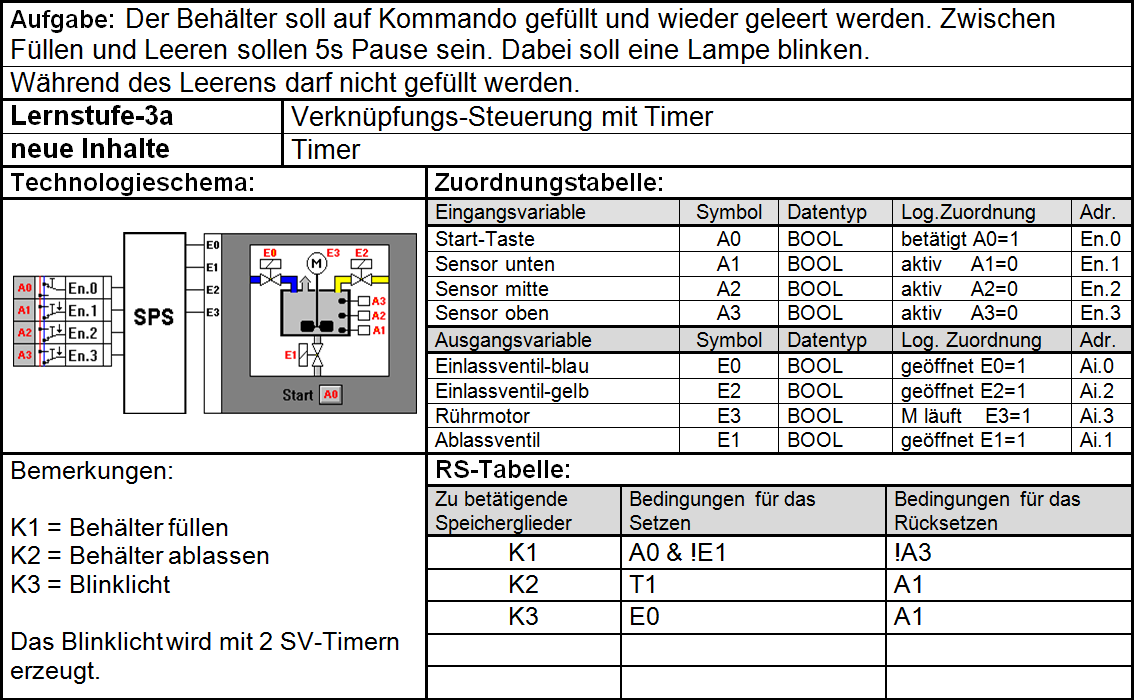 Aufgabe: Der Behälter soll auf Kommando gefüllt und wieder geleert werden. Zwischen
Füllen und Leeren sollen 5s Pause sein. Dabei soll eine Lampe blinken.
Während des Leerens darf nicht gefüllt werden.
Lernstufe-3a Verknüpfungs-Steuerung mit Timer
neue Inhalte Timer
Technologieschema:
A0 En.0
A1 En.1
A2 En.2
A3 En.3
SPS
E0
E1
E2
E3
E0 M E3 E2
A3
A2
A1
E1
Start A0
Zuordnungstabelle:
Eingangsvariable Symbol Datentyp Log.Zuordnung Adr.
Start-Taste A0 BOOL betätigt A0=1 En.0
Sensor unten A1 BOOL aktiv A1=0 En.1
Sensor mitte A2 BOOL aktiv A2=0 En.2
Sensor oben A3 BOOL aktiv A3=0 En.3
Ausgangsvariable Symbol Datentyp Log. Zuordnung Adr.
Einlassventil-blau E0 BOOL geöffnet E0=1 Ai.0
Einlassventil-gelb E2 BOOL geöffnet E2=1 Ai.2
Rührmotor E3 BOOL M läuft E3=1 Ai.3
Ablassventil E1 BOOL geöffnet E1=1 Ai.1
Bemerkungen:
K1 = Behälter füllen
K2 = Behälter ablassen
K3 = Blinklicht
Das Blinklicht wird mit 2 SV-Timern
erzeugt.
RS-Tabelle:
Zu betätigende Bedingungen für das Bedingungen für das
Speicherglieder Setzen Rücksetzen
K1 A0 & !E1 !A3
K2 T1 A1
K3 E0 A1